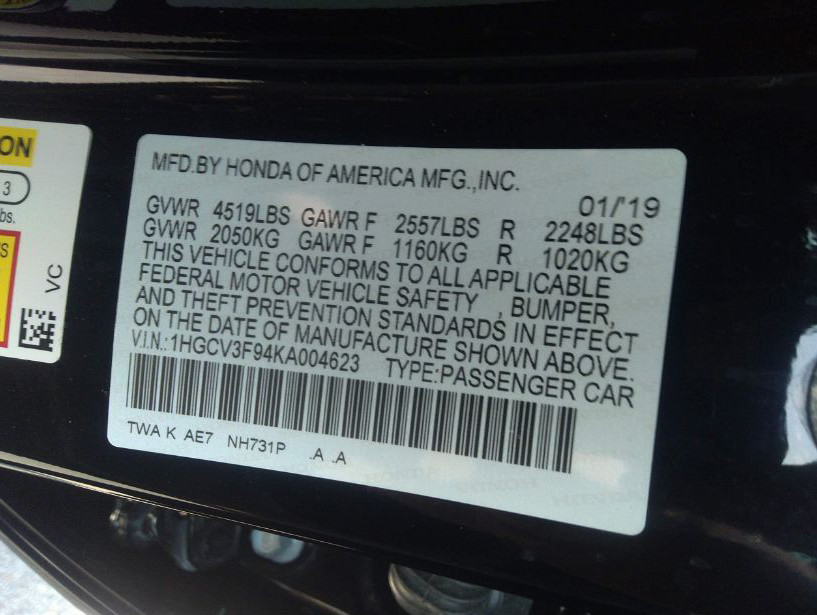 MFD.BY HONDA OF AMERICA MFG.,INC.
01/'19
GVWR 4519LBS GAWR F 2557LBS R 2248LBS
GVWR 2050KG GAWR F 1160KG R 1020KG
THIS VEHICLE CONFORMS TO ALL APPLICABLE
FEDERAL MOTOR VEHICLE SAFETY , BUMPER,
AND THEFT PREVENTION STANDARDS IN EFFECT
ON THE DATE OF MANUFACTURE SHOWN ABOVE.
V.I.N.:1HGCV3F94KA004623 TYPE:PASSENGER CAR
TWA K AE7 NH731P .A .A
ON
3
bs.
'S
VC